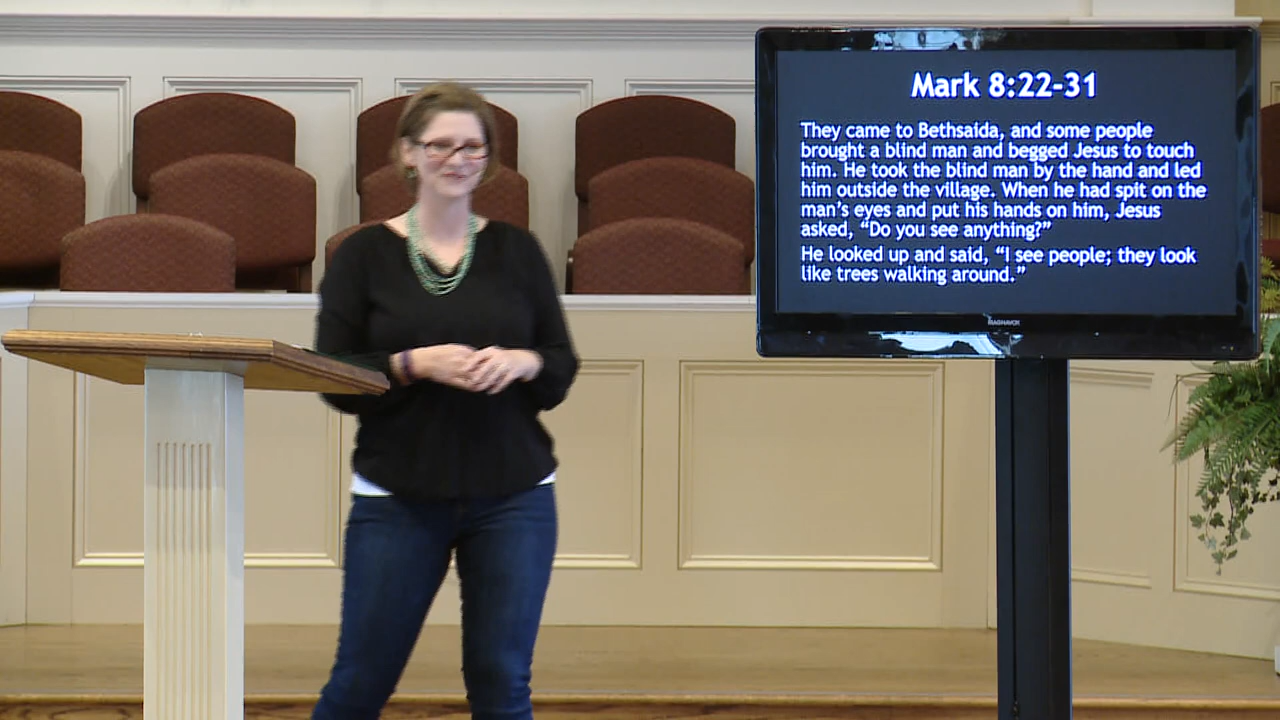 Mark 8:22-31
They came to Bethsaida, and some people
brought a blind man and begged Jesus to touch
him. He took the blind man by the hand and led
him outside the village. When he had spit on the
man’s eyes and put his hands on him, Jesus
asked, “Do you see anything?”
He looked up and said, “I see people; they look
like trees walking around.”
MAGNAVOX